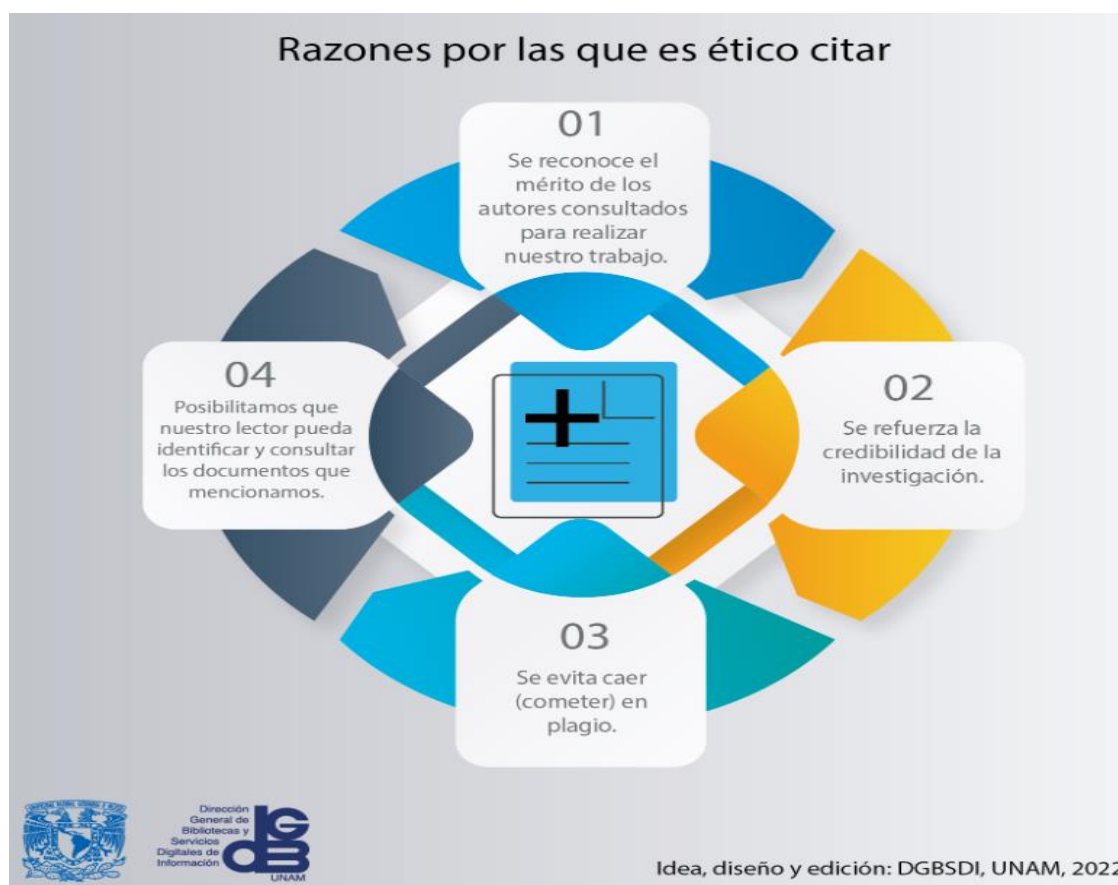 Razones por las que es ético citar
01
Se reconoce el
mérito de los
autores consultados
para realizar
nuestro trabajo.
02
Se refuerza la
credibilidad de la
investigación.
03
Se evita caer
(cometer) en
plagio.
04
Posibilitamos que
nuestro lector pueda
identificar y consultar
los documentos que
mencionamos.
Dirección
General de
Bibliotecas y
Servicios
Digitales de
Información
DGB
UNAM
Idea, diseño y edición: DGBSDI, UNAM, 2022